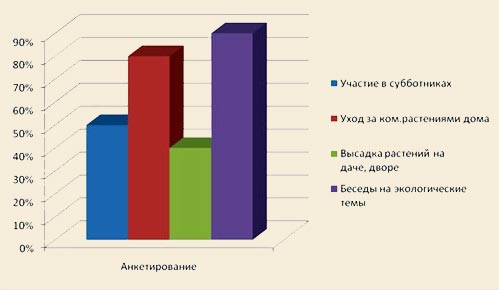 90%
80%
70%
60%
50%
40%
30%
20%
10%
0%
Анкетирование
Участие в субботниках
Уход за ком.растениями дома
Высадка растений на
даче, дворе
Беседы на экологические
темы